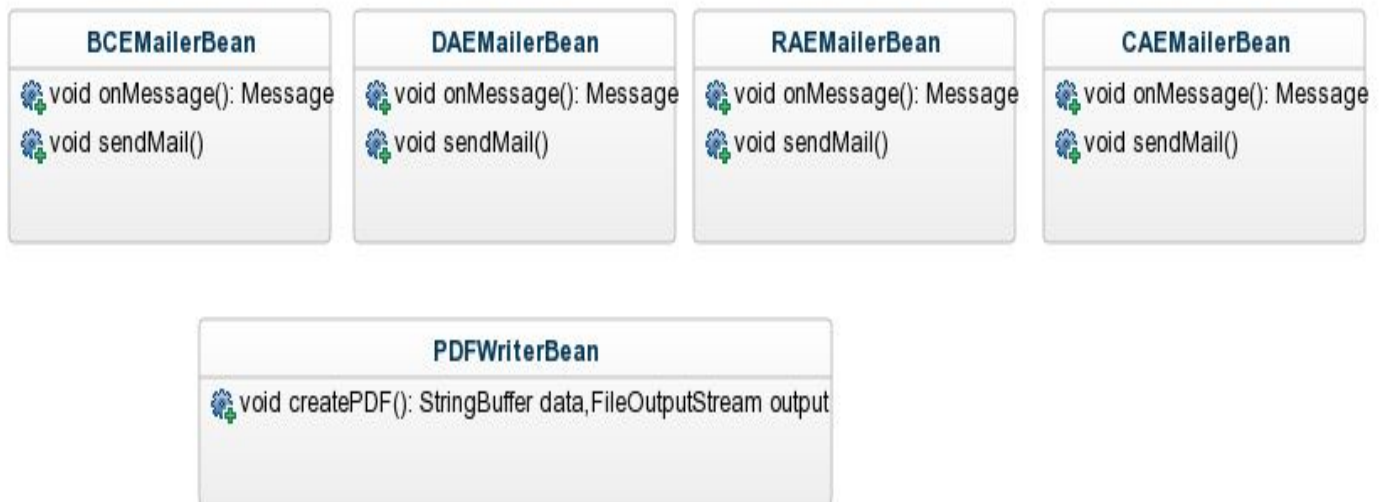 BCEMailerBean
void onMessage(): Message
void sendMail()
DAEMailerBean
void onMessage(): Message
void sendMail()
RAEMailerBean
void onMessage(): Message
void sendMail()
CAEMailerBean
void onMessage(): Message
void sendMail()
PDFWriterBean
void createPDF(): StringBuffer data,FileOutputStream output